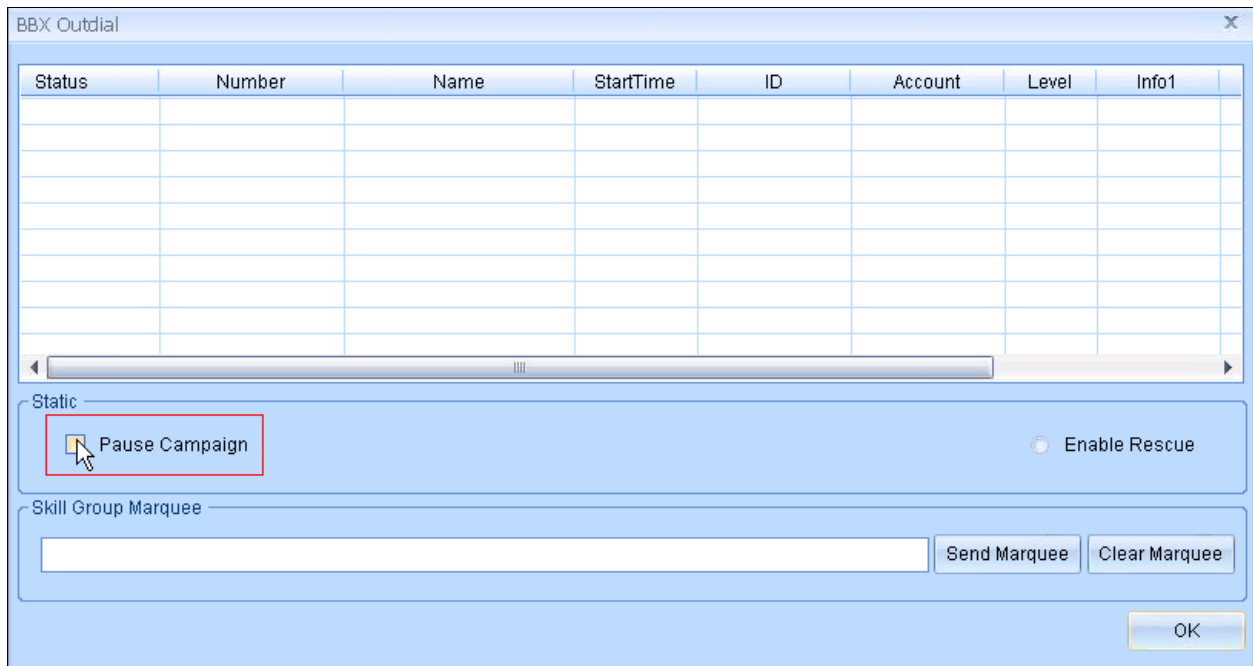 BBX Outdial X
Status Number Name StartTime ID Account Level Info1
Static
Pause Campaign Enable Rescue
Skill Group Marquee
Send Marquee Clear Marquee
OK